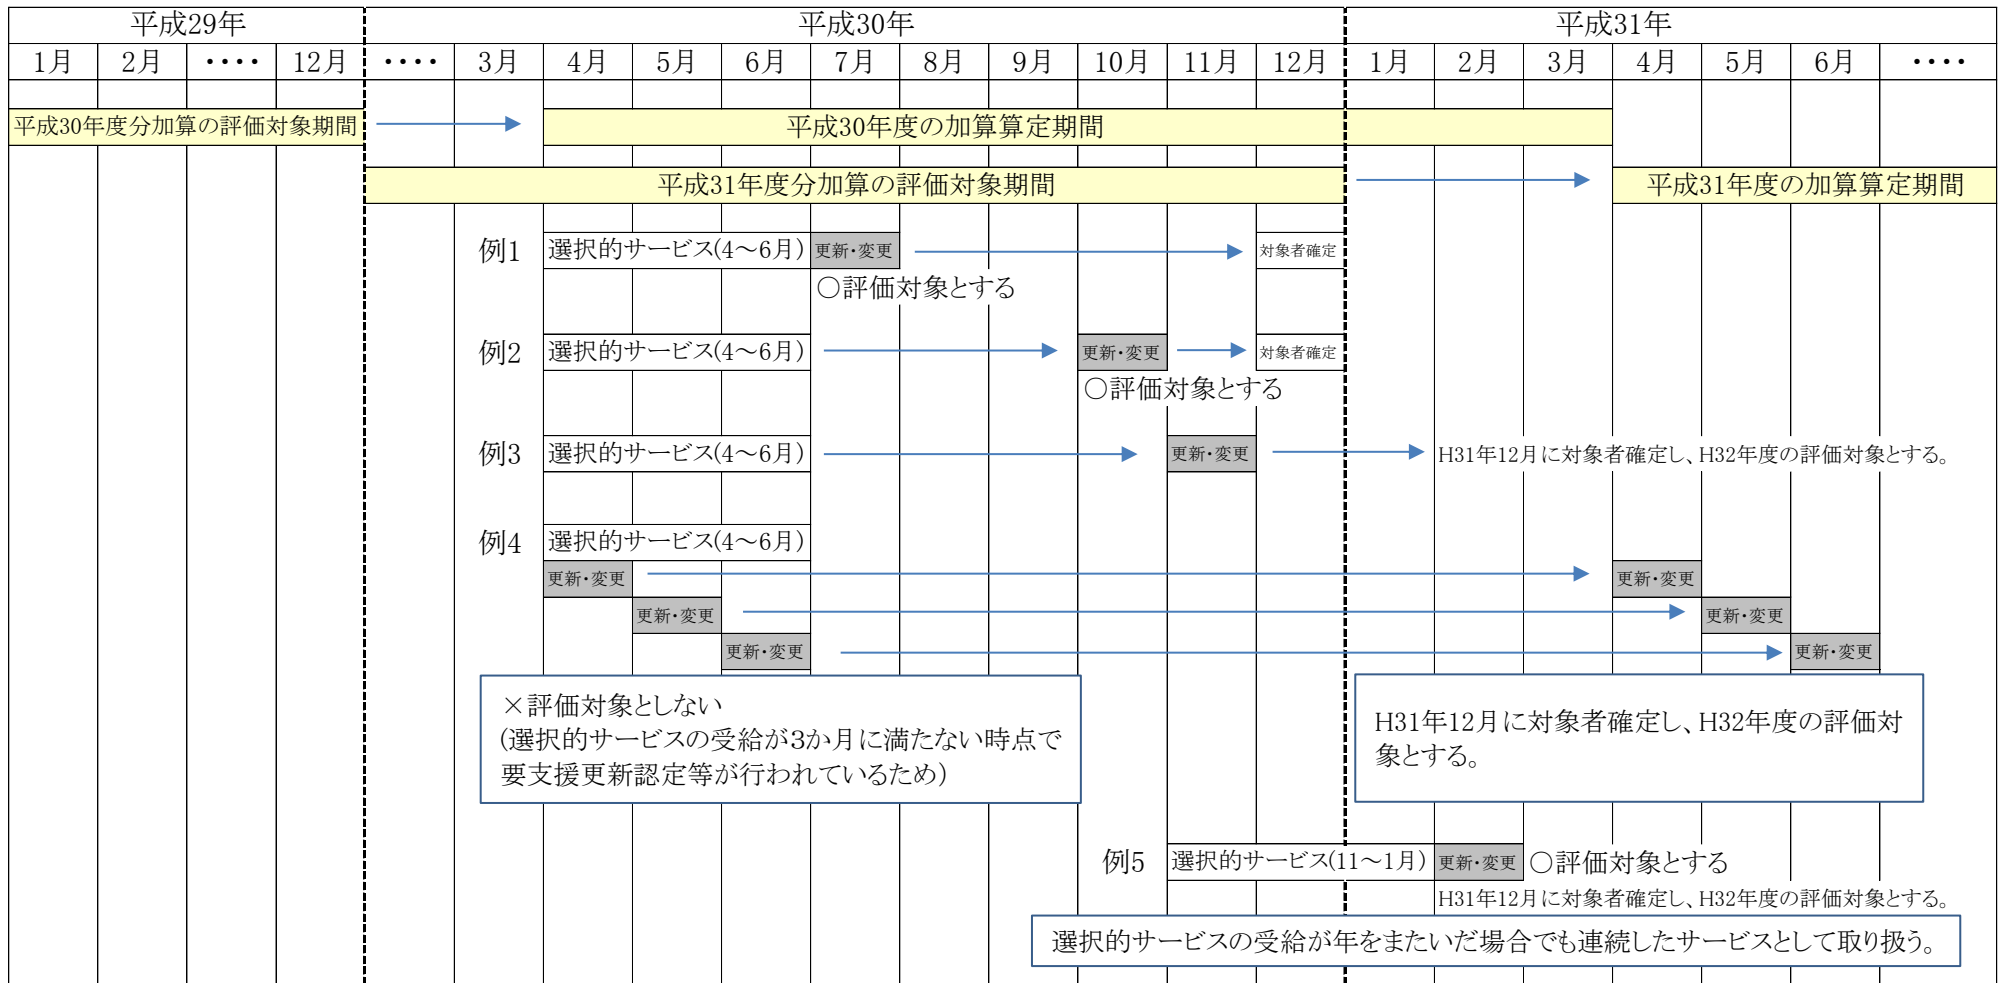 平成29年 平成30年 平成31年
1月 2月 ‥‥ 12月 ‥‥ 3月 4月 5月 6月 7月 8月 9月 10月 11月 12月 1月 2月 3月 4月 5月 6月 ‥‥
平成30年度分加算の評価対象期間 平成30年度の加算算定期間
平成31年度分加算の評価対象期間 平成31年度の加算算定期間
例1 選択的サービス(4～6月) 更新・変更 対象者確定
○評価対象とする
例2 選択的サービス(4～6月) 更新・変更 対象者確定
○評価対象とする
例3 選択的サービス(4～6月) 更新・変更 H31年12月に対象者確定し、H32年度の評価対象とする。
例4 選択的サービス(4～6月)
更新・変更 更新・変更
更新・変更 更新・変更
更新・変更 更新・変更
×評価対象としない
(選択的サービスの受給が3か月に満たない時点で
要支援更新認定等が行われているため)
H31年12月に対象者確定し、H32年度の評価対
象とする。
例5 選択的サービス(11～1月) 更新・変更 ○評価対象とする
H31年12月に対象者確定し、H32年度の評価対象とする。
選択的サービスの受給が年をまたいだ場合でも連続したサービスとして取り扱う。